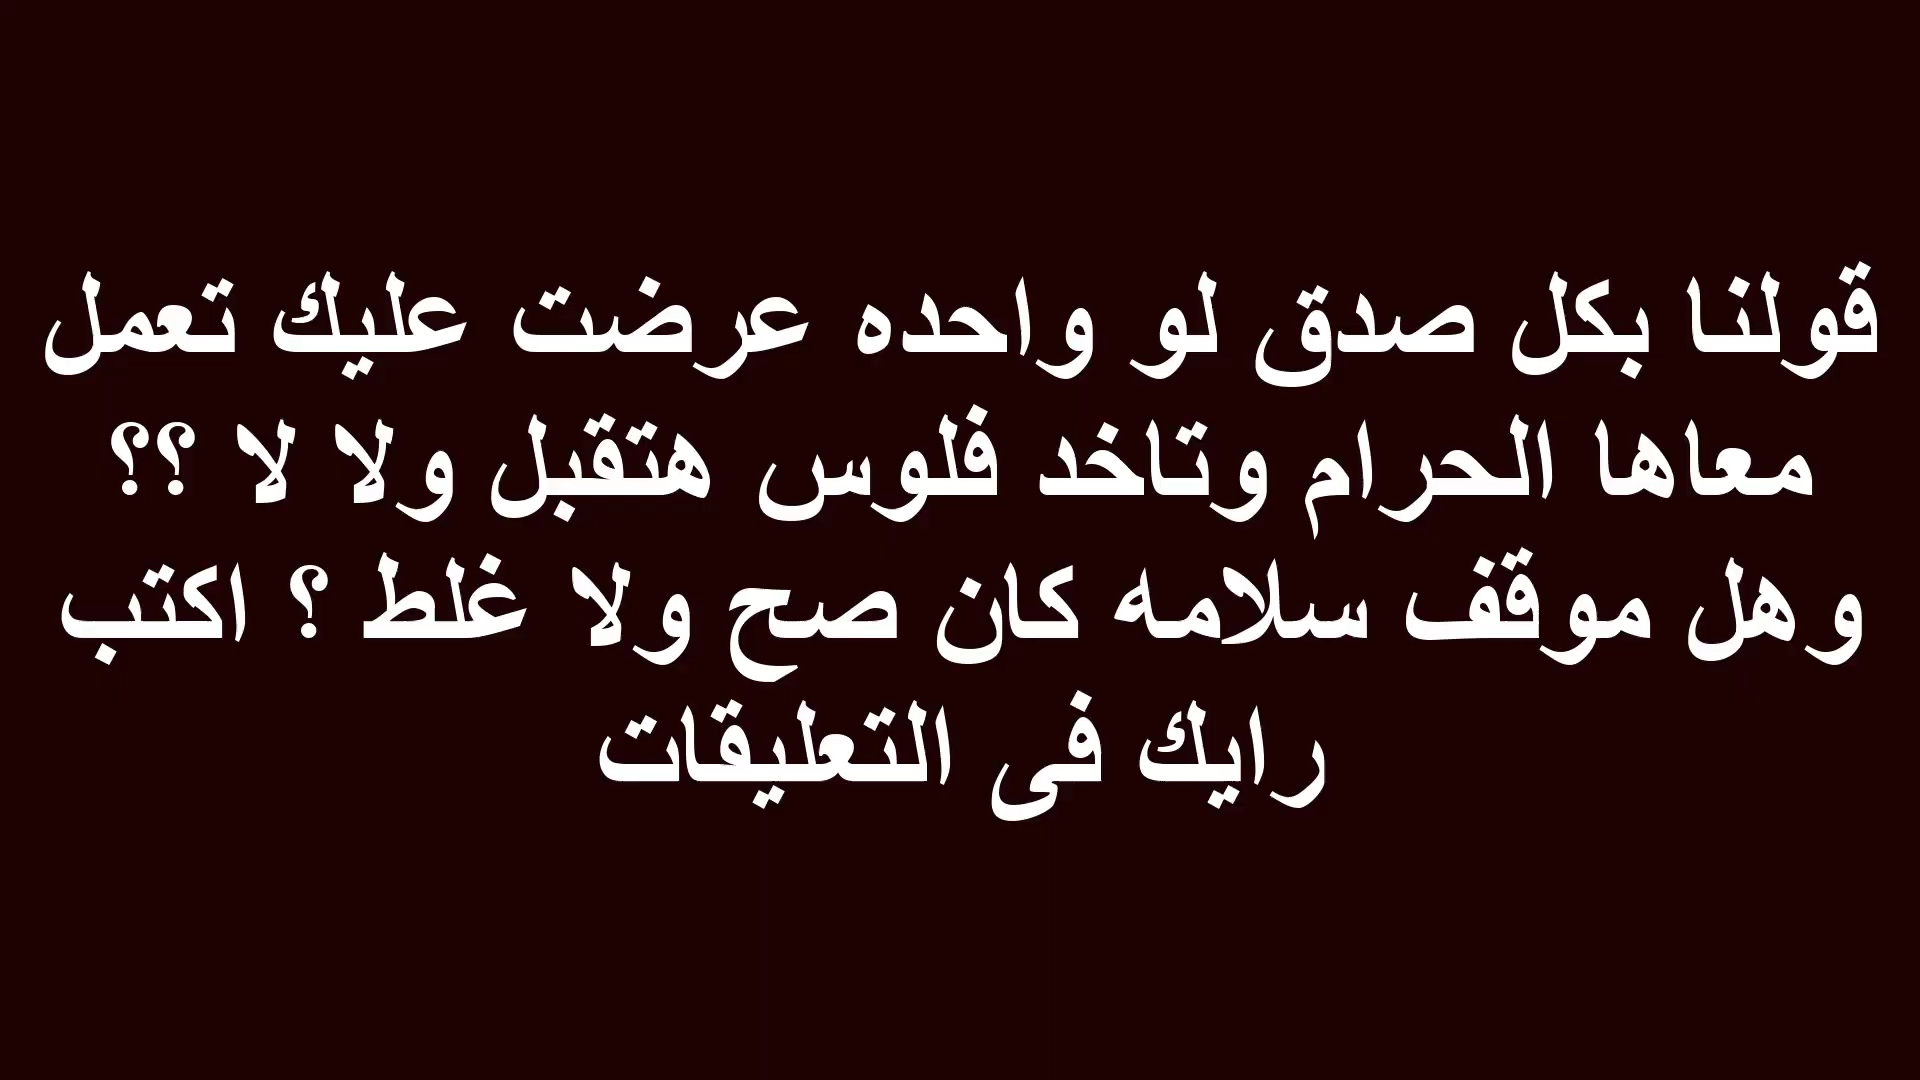 قولنا بكل صدق لو واحده عرضت عليك تعمل
معاها الحرام وتاخد فلوس هتقبل ولا لا ؟؟
وهل موقف سلامه كان صح ولا غلط ؟ اكتب
رايك فى التعليقات